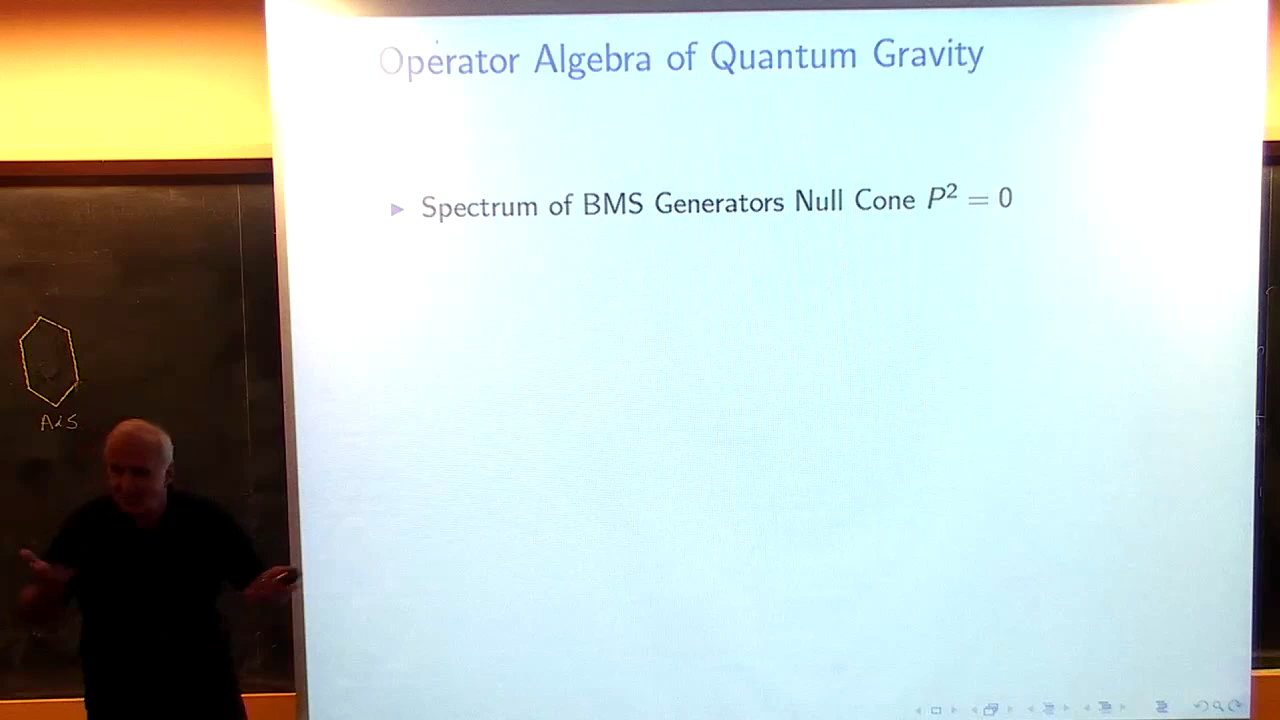 Operator Algebra of Quantum Gravity
▶ Spectrum of BMS Generators Null Cone P² = 0
AdS